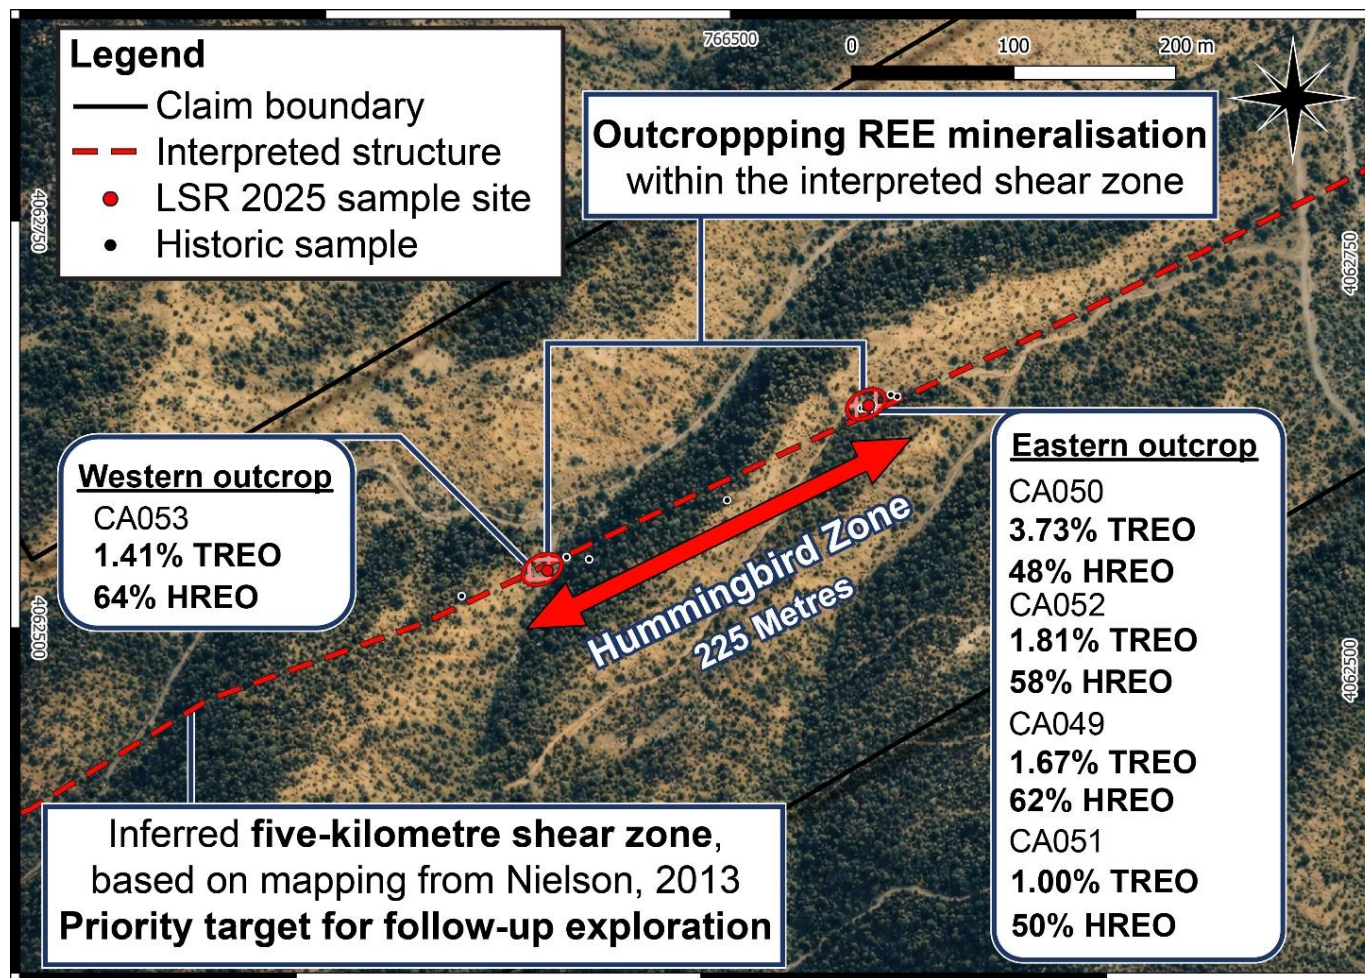 Legend
Claim boundary
Interpreted structure
LSR 2025 sample site
Historic sample
766500
0 100 200 m
Outcroppping REE mineralisation
within the interpreted shear zone
4062750
4062750
Western outcrop
CA053
1.41% TREO
64% HREO
Hummingbird Zone
225 Metres
Eastern outcrop
CA050
3.73% TREO
48% HREO
CA052
1.81% TREO
58% HREO
CA049
1.67% TREO
62% HREO
CA051
1.00% TREO
50% HREO
4062500
4062500
Inferred five-kilometre shear zone,
based on mapping from Nielson, 2013
Priority target for follow-up exploration